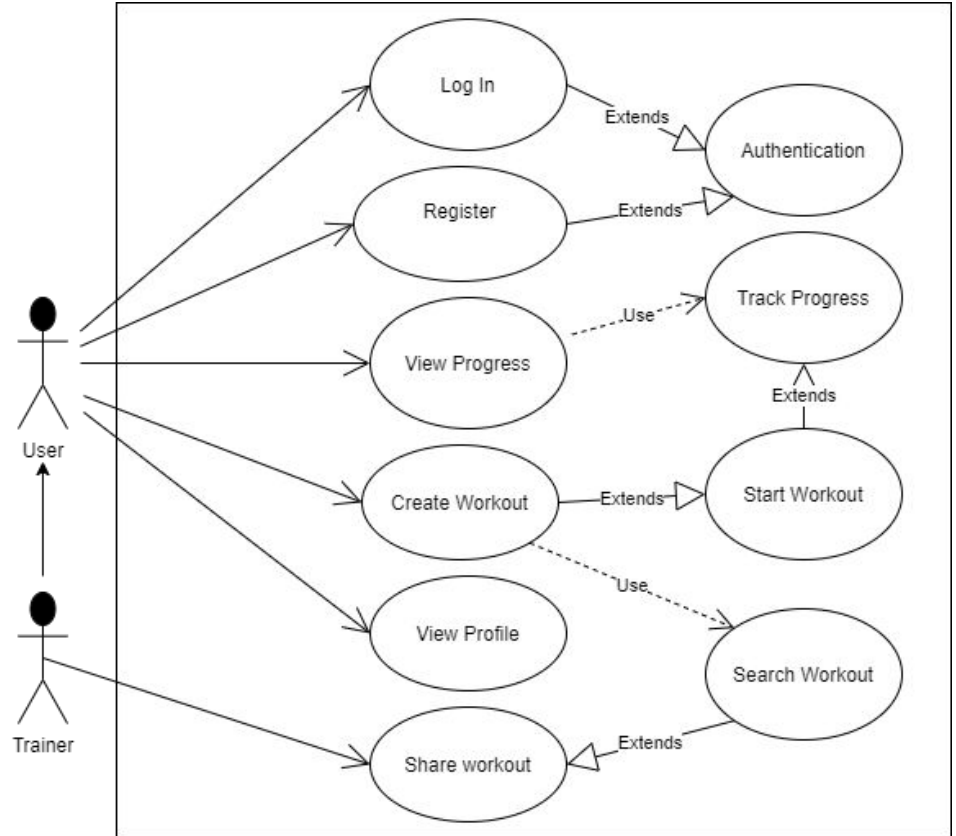 Log In
Extends
Authentication
Register
Extends
Track Progress
Use
View Progress
Extends
User
Create Workout
Extends
Start Workout
Use
View Profile
Search Workout
Trainer
Extends
Share workout